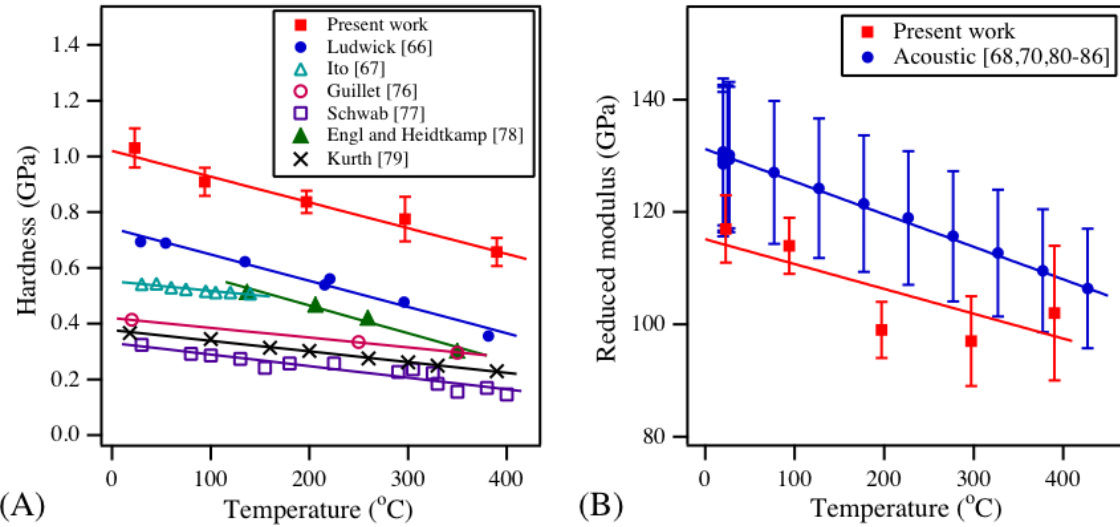 Present work
Ludwick [66]
Ito [67]
Guillet [76]
Schwab [77]
Engl and Heidtkamp [78]
Kurth [79]
1.4
1.2
1.0
0.8
0.6
0.4
0.2
0.0
Hardness (GPa)
0 100 200 300 400
Temperature (°C)
(A)
Present work
Acoustic [68,70,80-86]
140
120
100
80
Reduced modulus (GPa)
0 100 200 300 400
Temperature (°C)
(B)